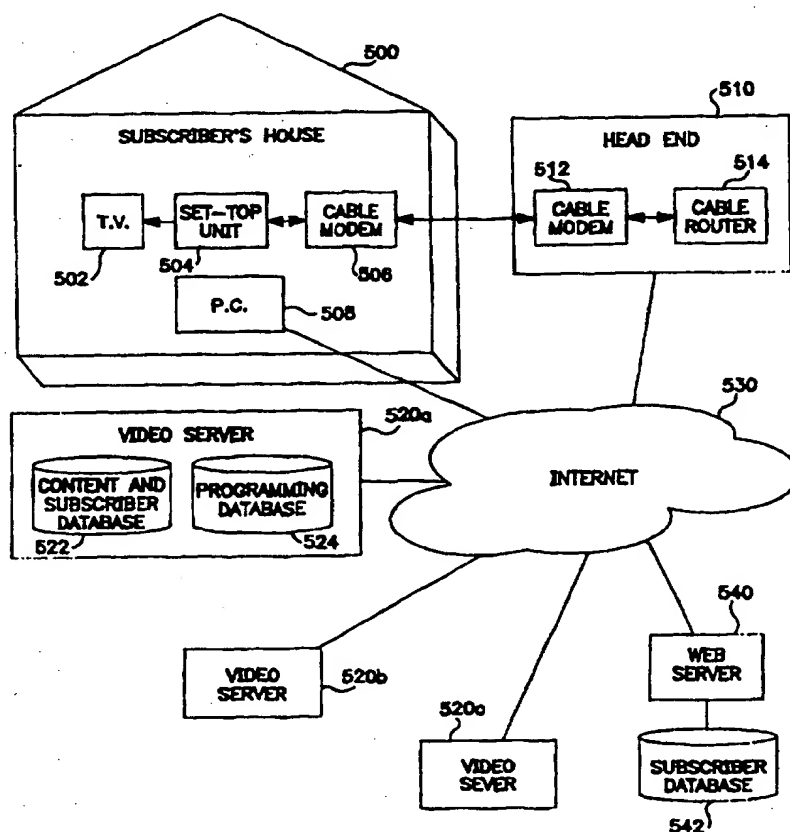 500
510
SUBSCRIBER'S HOUSE
HEAD END
512
514
T.V.
SET-TOP
UNIT
CABLE
MODEM
CABLE
MODEM
CABLE
ROUTER
502
504
506
P.C.
508
520a
530
VIDEO SERVER
CONTENT AND
SUBSCRIBER
DATABASE
PROGRAMMING
DATABASE
INTERNET
522
524
540
VIDEO
SERVER
520b
WEB
SERVER
520c
VIDEO
SEVER
SUBSCRIBER
DATABASE
542